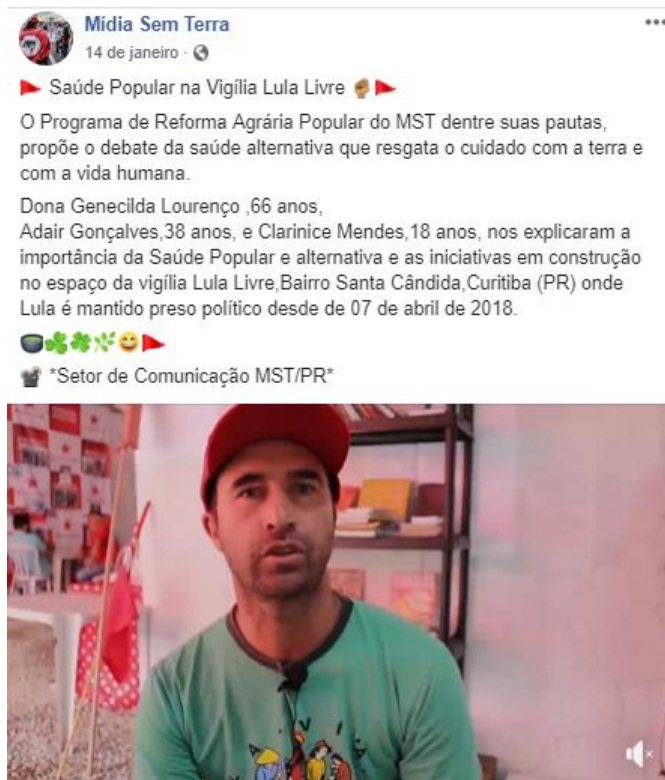 Mídia Sem Terra
14 de janeiro ·
Saúde Popular na Vigília Lula Livre
O Programa de Reforma Agrária Popular do MST dentre suas pautas,
propõe o debate da saúde alternativa que resgata o cuidado com a terra e
com a vida humana.
Dona Genecilda Lourenço ,66 anos,
Adair Gonçalves,38 anos, e Clarinice Mendes,18 anos, nos explicaram a
importância da Saúde Popular e alternativa e as iniciativas em construção
no espaço da vigília Lula Livre,Bairro Santa Cândida,Curitiba (PR) onde
Lula é mantido preso político desde de 07 de abril de 2018.
*Setor de Comunicação MST/PR*